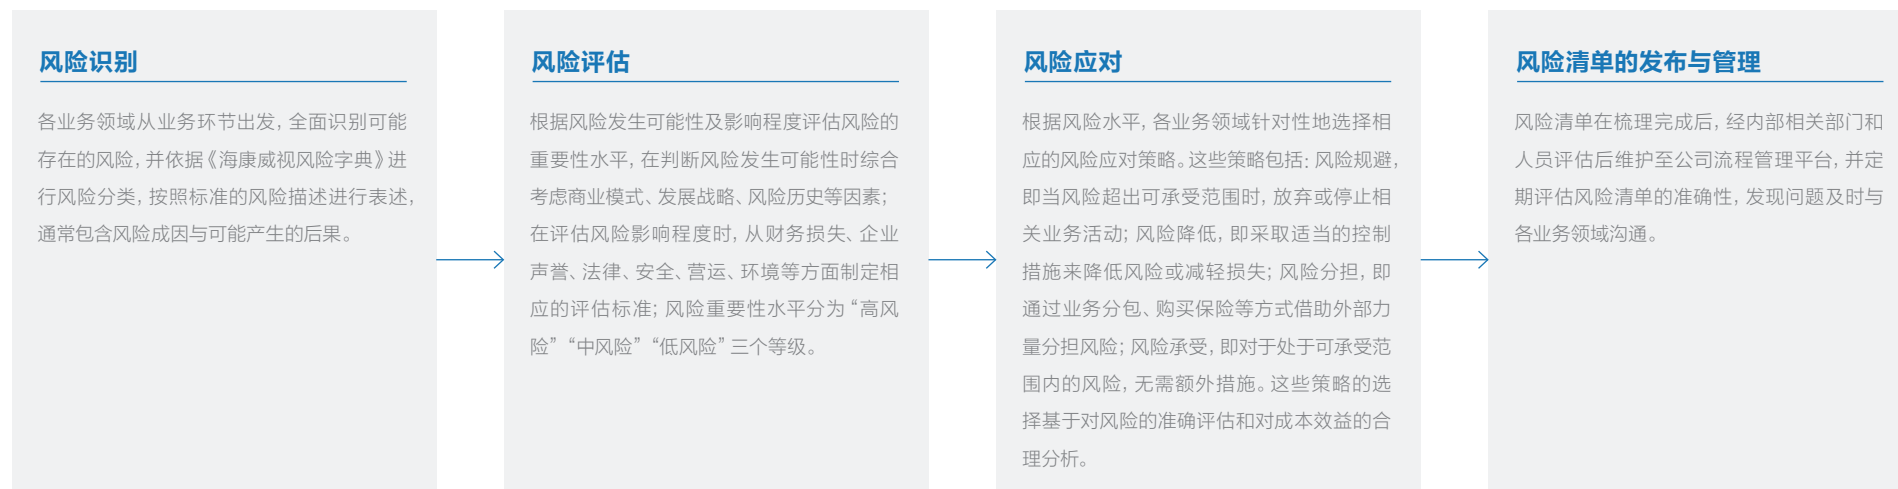 风险识别
各业务领域从业务环节出发，全面识别可能
存在的风险，并依据《海康威视风险字典》进
行风险分类，按照标准的风险描述进行表述，
通常包含风险成因与可能产生的后果。
风险评估
根据风险发生可能性及影响程度评估风险的
重要性水平，在判断风险发生可能性时综合
考虑商业模式、发展战略、风险历史等因素；
在评估风险影响程度时，从财务损失、企业
声誉、法律、安全、营运、环境等方面制定相
应的评估标准；风险重要性水平分为“高风
险”“中风险”“低风险”三个等级。
风险应对
根据风险水平，各业务领域针对性地选择相
应的风险应对策略。这些策略包括：风险规避，
即当风险超出可承受范围时，放弃或停止相
关业务活动；风险降低，即采取适当的控制
措施来降低风险或减轻损失；风险分担，即
通过业务分包、购买保险等方式借助外部力
量分担风险；风险承受，即对于处于可承受范
围内的风险，无需额外措施。这些策略的选
择基于对风险的准确评估和对成本效益的合
理分析。
风险清单的发布与管理
风险清单在梳理完成后，经内部相关部门和
人员评估后维护至公司流程管理平台，并定
期评估风险清单的准确性，发现问题及时与
各业务领域沟通。